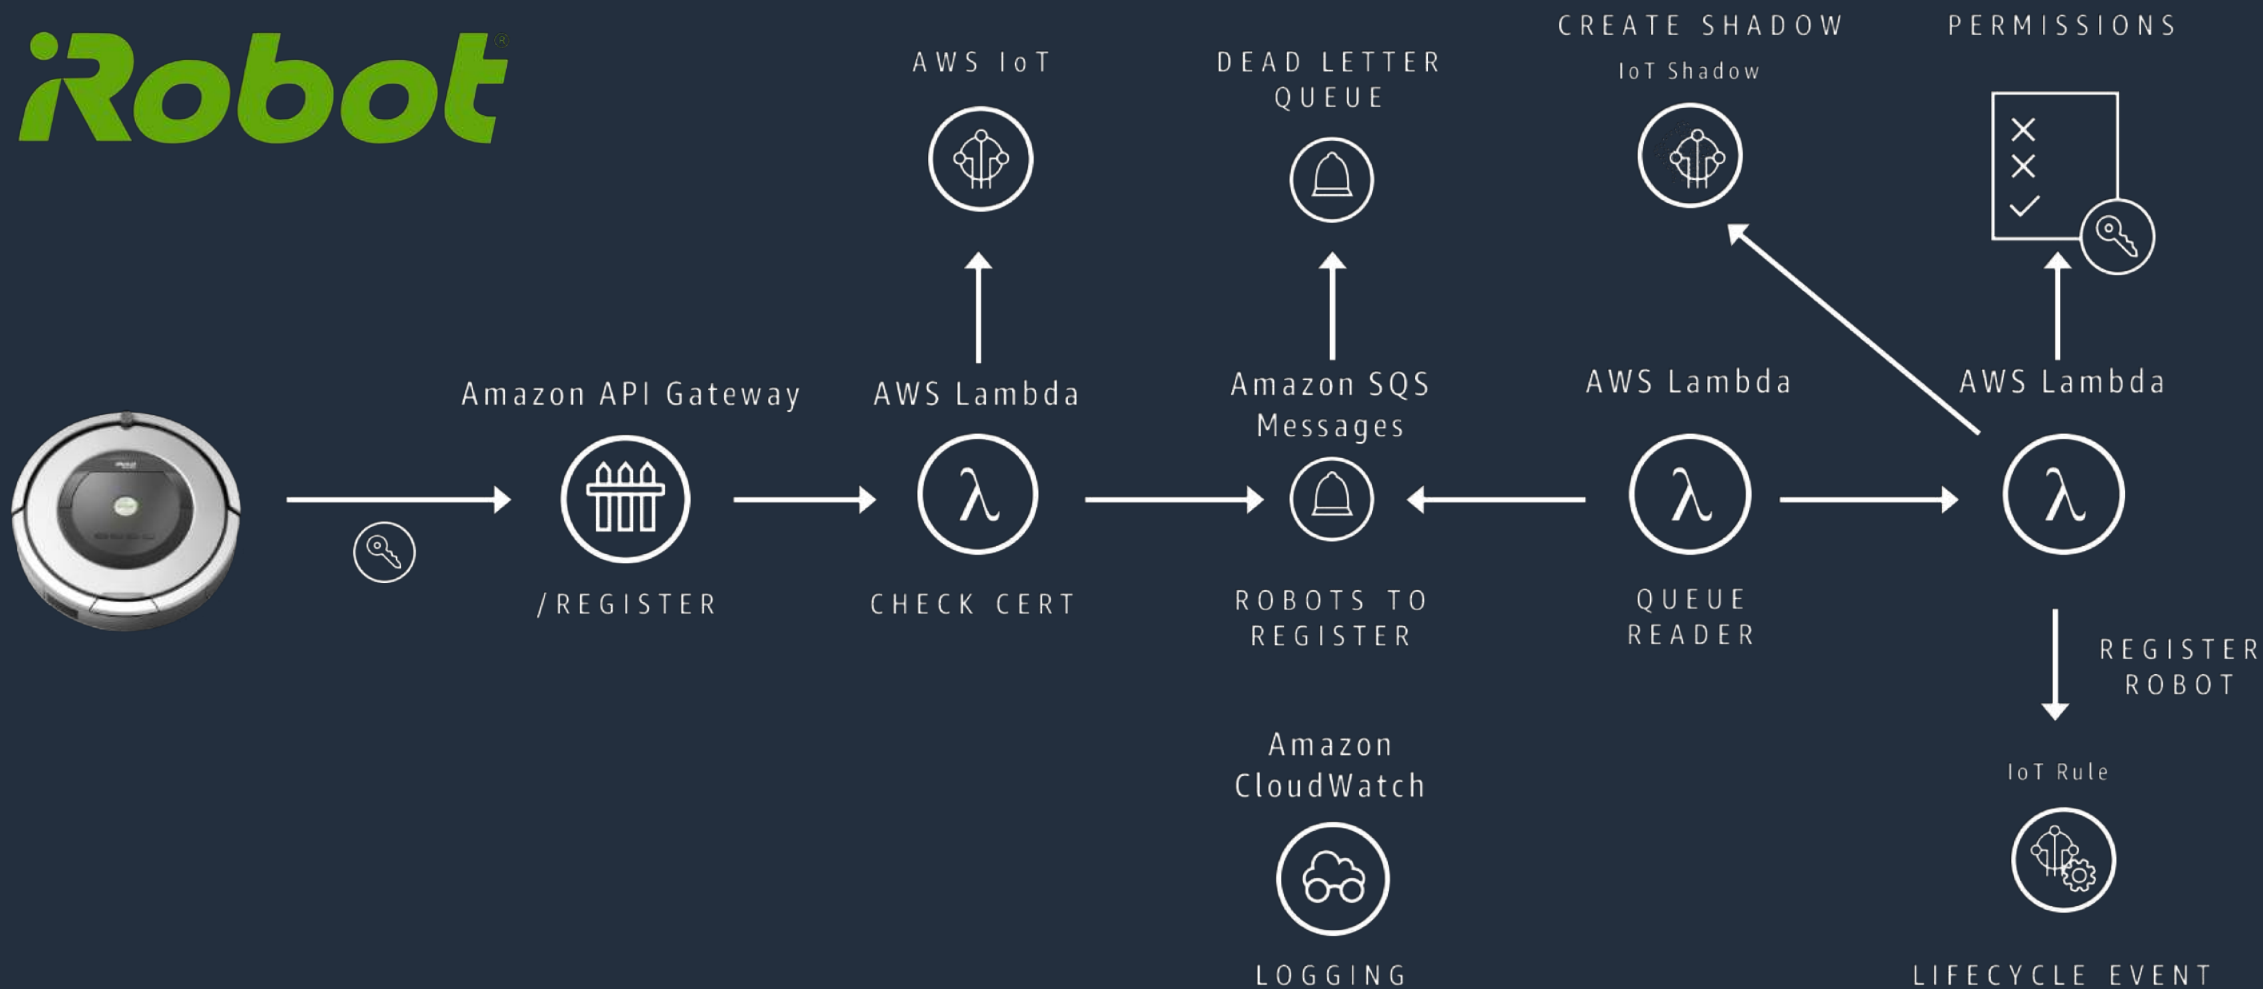 iRobot®
CREATE SHADOW
PERMISSIONS
AWS IoT
DEAD LETTER
QUEUE
IoT Shadow
Amazon API Gateway
AWS Lambda
Amazon SQS
Messages
AWS Lambda
AWS Lambda
λ
λ
λ
/REGISTER
CHECK CERT
ROBOTS TO
REGISTER
QUEUE
READER
REGISTER
ROBOT
Amazon
CloudWatch
IoT Rule
LOGGING
LIFECYCLE EVENT